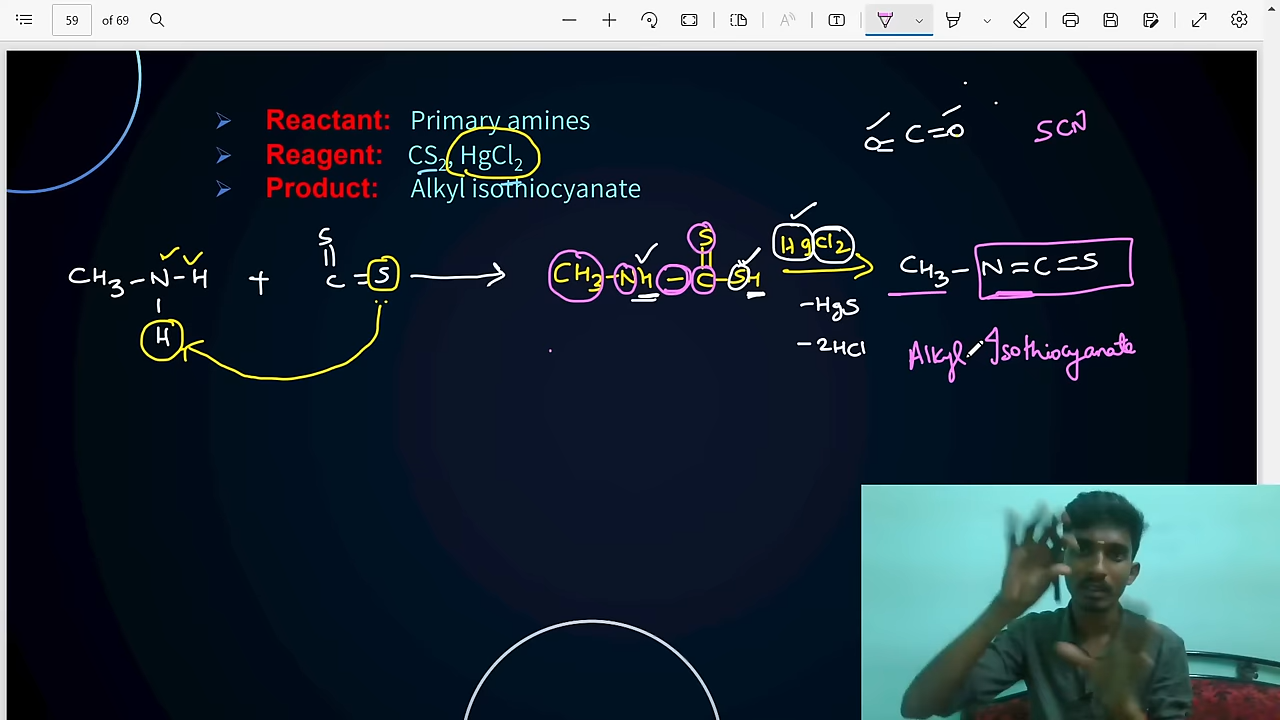 59 of 69
O=C=O
SCN
Reactant: Primary amines
Reagent: CS2, HgCl2
Product: Alkyl isothiocyanate
CH3-N-H + C=S → CH3-NH-C-SH HgCl2 → CH3-N=C=S
H
S
S
-HgS
-2HCl
Alkyl Isothiocyanate